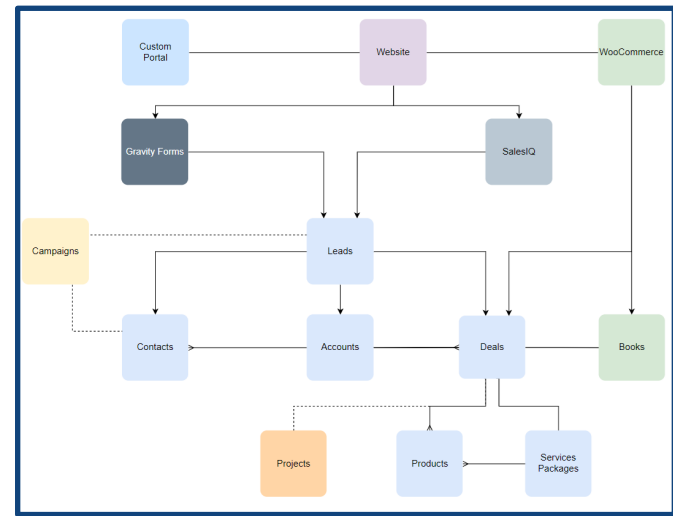 Custom
Portal
Website
WooCommerce
Gravity Forms
SalesIQ
Campaigns
Leads
Contacts
Accounts
Deals
Books
Projects
Products
Services
Packages